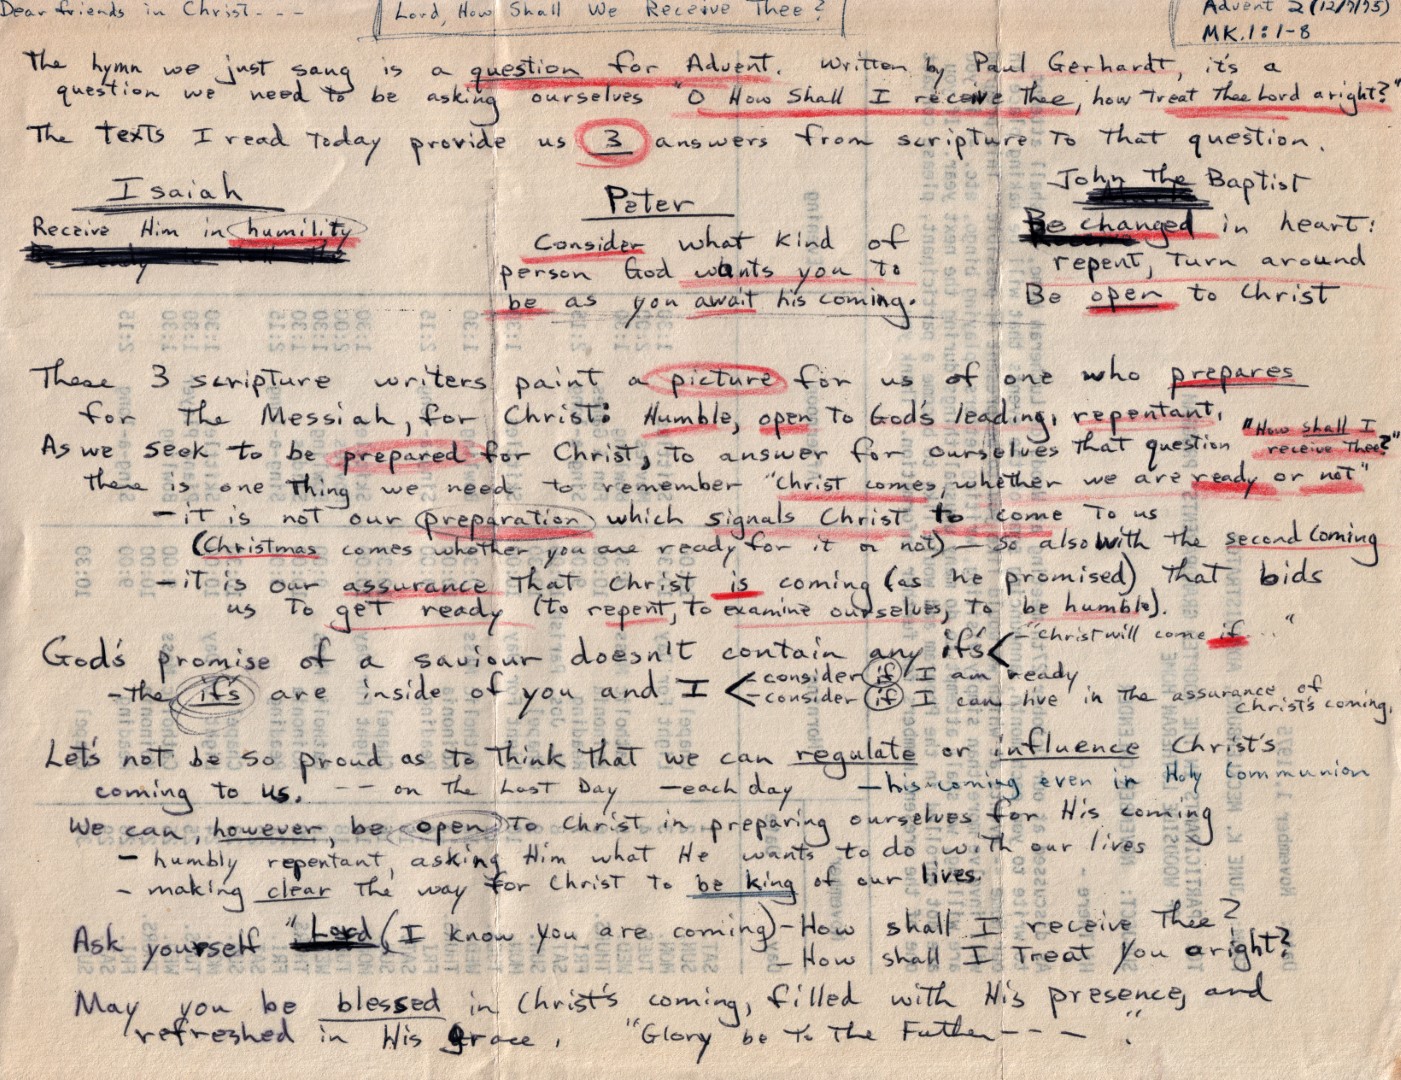 Dear friends in Christ---
Lord, How Shall We Receive Thee?
Advent 2 (12/7/75)
MK. 1:1-8
The hymn we just sang is a question for Advent. Written by Paul Gerhardt, it's a
question we need to be asking ourselves "O How Shall I receive Thee, how treat Thee Lord aright?"
The texts I read today provide us 3 answers from scripture to that question.
Isaiah
Receive Him in humility
Peter
Consider what kind of
person God wants you to
be as you await his coming.
John the Baptist
Be changed in heart:
repent, turn around
Be open to Christ
These 3 scripture writers paint a picture for us of one who prepares
for the Messiah, for Christ: Humble, open to God's leading, repentant.
As we seek to be prepared for Christ, to answer for ourselves that question "How shall I
receive Thee?"
there is one thing we need to remember "Christ comes, whether we are ready or not"
- it is not our preparation which signals Christ to come to us
(Christmas comes whether you are ready for it or not) - so also with the second coming
- it is our assurance that Christ is coming (as he promised) that bids
us to get ready (to repent, to examine ourselves, to be humble).
God's promise of a saviour doesn't contain any if's < - "Christ will come if..."
- the if's are inside of you and I < - consider if I am ready
- consider if I can live in the assurance of
Christ's coming.
Let's not be so proud as to think that we can regulate or influence Christ's
coming to us! -- on the Last Day - each day - his coming even in Holy Communion
We can, however, be open to Christ in preparing ourselves for His coming
- humbly repentant, asking Him what He wants to do with our lives
- making clear the way for Christ to be king of our lives.
Ask yourself "Lord (I know you are coming) - How shall I receive Thee?
- How shall I Treat you aright?
May you be blessed in Christ's coming, filled with His presence, and
refreshed in His grace. "Glory be to the Father----"